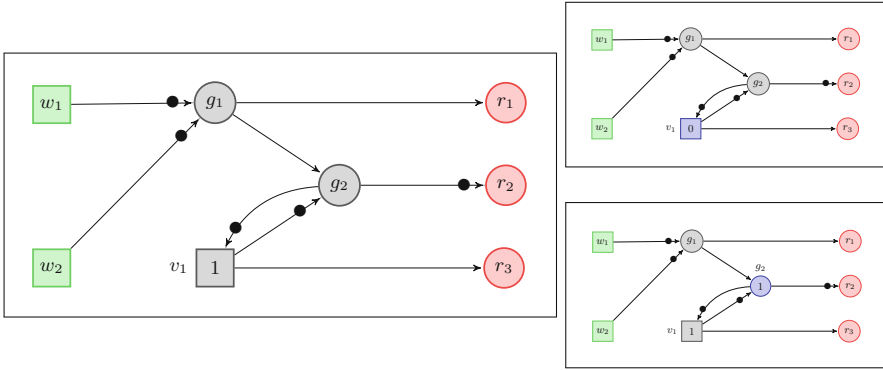 w₁ g₁ r₁
g₂ r₂
w₂ v₁ 1 r₃
w₁ g₁ r₁
g₂ r₂
w₂ v₁ 0 r₃
w₁ g₁ r₁
g₂
1 r₂
w₂ v₁ 1 r₃